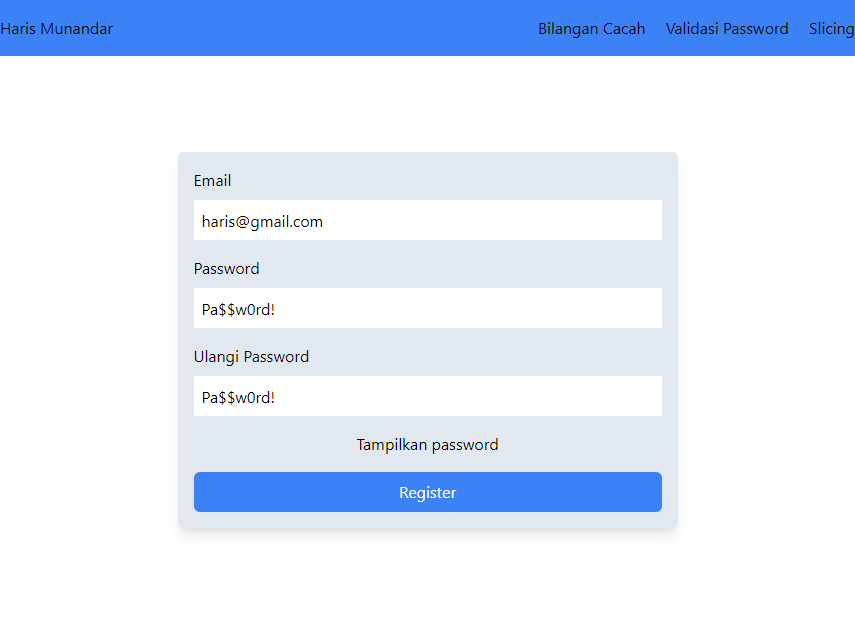 Haris Munandar Bilangan Cacah Validasi Password Slicing
Email
haris@gmail.com
Password
Pa$$w0rd!
Ulangi Password
Pa$$w0rd!
Tampilkan password
Register